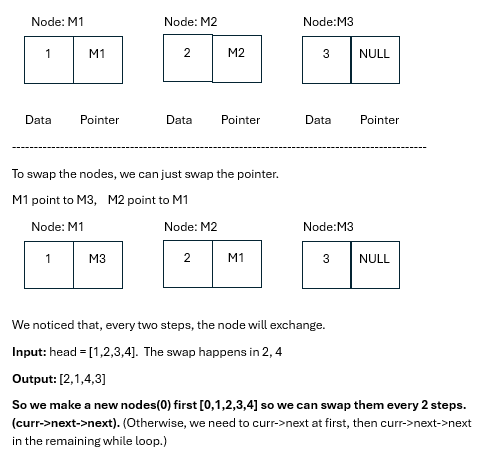 Node: M1 Node: M2 Node:M3
1 M1 2 M2 3 NULL
Data Pointer Data Pointer Data Pointer
--------------------------------------------------------------------------------------------
To swap the nodes, we can just swap the pointer.
M1 point to M3, M2 point to M1
Node: M1 Node: M2 Node:M3
1 M3 2 M1 3 NULL
We noticed that, every two steps, the node will exchange.
Input: head = [1,2,3,4]. The swap happens in 2, 4
Output: [2,1,4,3]
So we make a new nodes(0) first [0,1,2,3,4] so we can swap them every 2 steps.
(curr->next->next). (Otherwise, we need to curr->next at first, then curr->next->next
in the remaining while loop.)